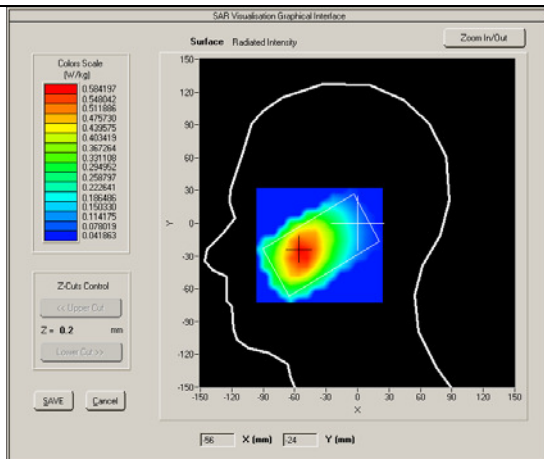 SAR Visualisation Graphical Interface
Surface Radiated Intensity
Zoom In/Out
Colors Scale
(W/kg)
0.584197
0.548042
0.511886
0.475730
0.439575
0.403419
0.367264
0.331108
0.294952
0.258797
0.222641
0.186486
0.150330
0.114175
0.078019
0.041863
Z-Cuts Control
<< Upper Cut
Z = 0.2 mm
Lower Cut >>
SAVE Cancel
150
120
90
60
30
0
-30
-60
-90
-120
-150
Y
-150 -120 -90 -60 -30 0 30 60 90 120 150
X
-56 X (mm) -24 Y (mm)